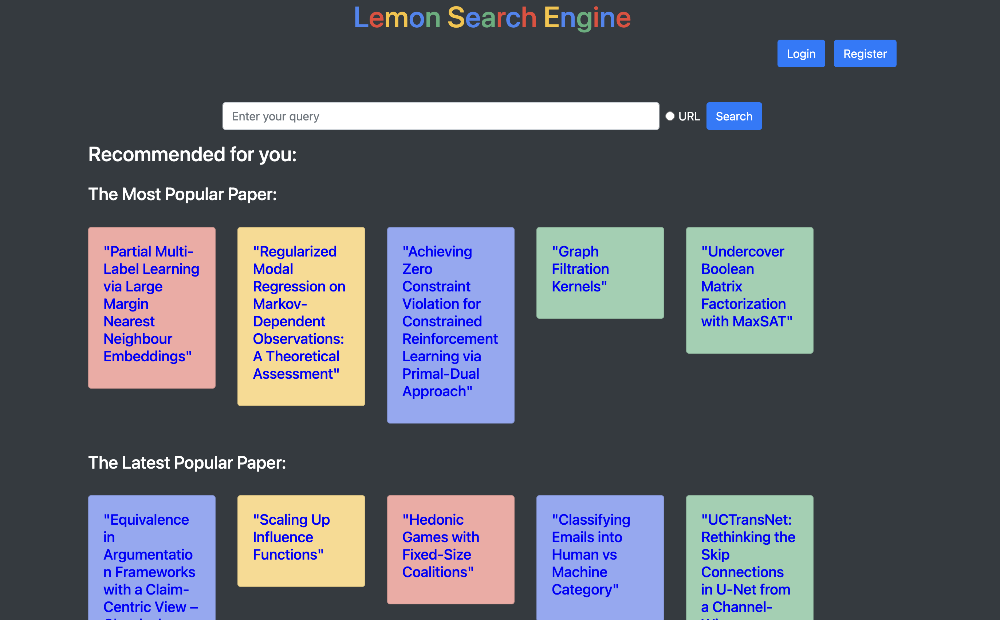 Lemon Search Engine
Login
Register
Enter your query
URL
Search
Recommended for you:
The Most Popular Paper:
"Partial Multi-
Label Learning
via Large
Margin
Nearest
Neighbour
Embeddings"
"Regularized
Modal
Regression on
Markov-
Dependent
Observations:
A Theoretical
Assessment"
"Achieving
Zero
Constraint
Violation for
Constrained
Reinforcement
Learning via
Primal-Dual
Approach"
"Graph
Filtration
Kernels"
"Undercover
Boolean
Matrix
Factorization
with MaxSAT"
The Latest Popular Paper:
"Equivalence
in
Argumentatio
n Frameworks
with a Claim-
Centric View –
"Scaling Up
Influence
Functions"
"Hedonic
Games with
Fixed-Size
Coalitions"
"Classifying
Emails into
Human vs
Machine
Category"
"UCTransNet:
Rethinking the
Skip
Connections
in U-Net from
a Channel-